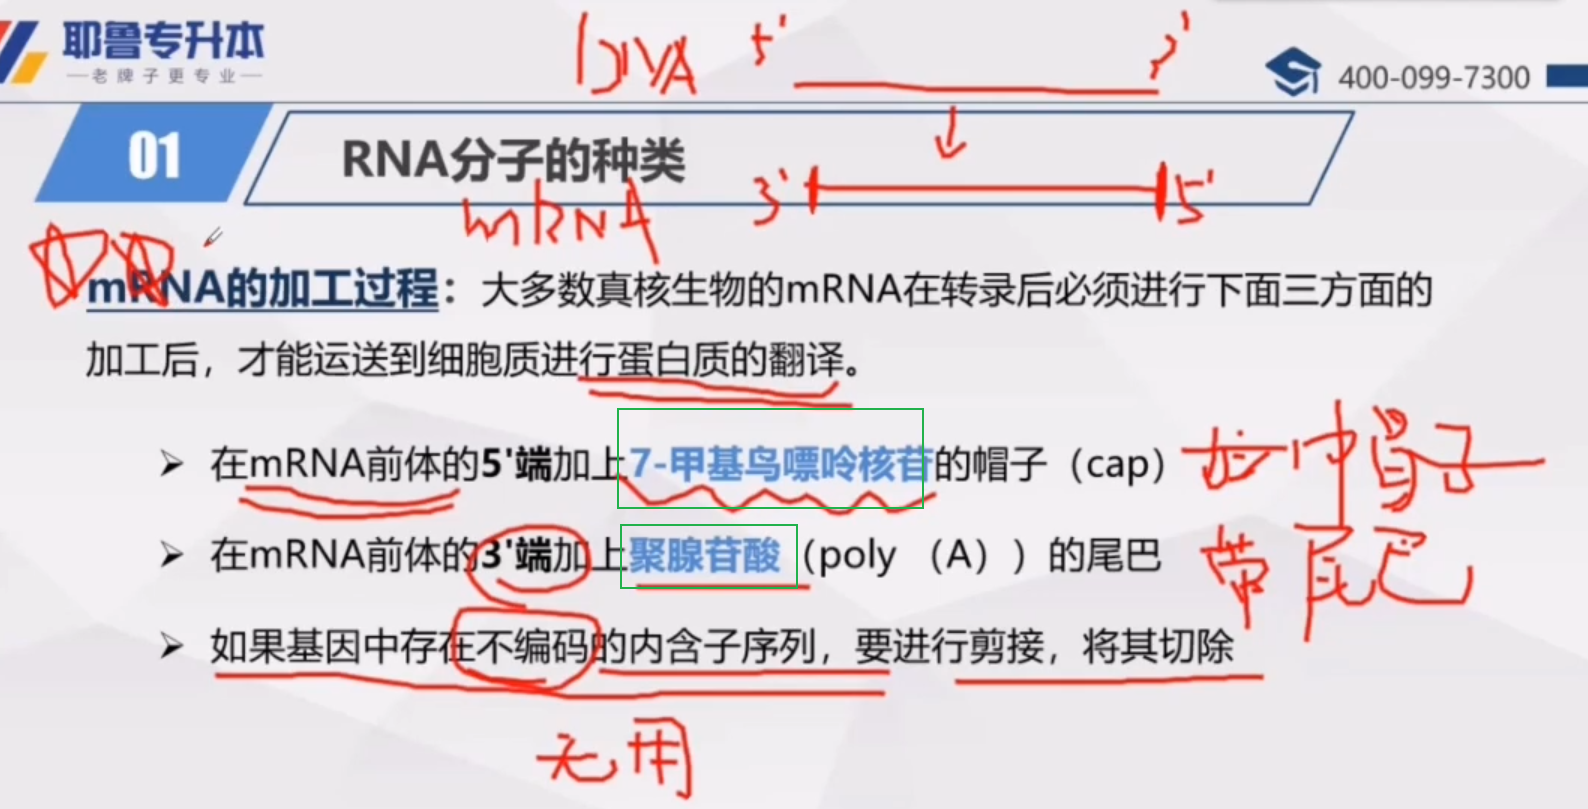 耶鲁专升本
DNA 5' 3'
—老牌子更专业—
400-099-7300
01
RNA分子的种类
mRNA 3' 5'
mRNA的加工过程：大多数真核生物的mRNA在转录后必须进行下面三方面的
加工后，才能运送到细胞质进行蛋白质的翻译。
在mRNA前体的5'端加上7-甲基鸟嘌呤核苷的帽子（cap）
在mRNA前体的3'端加上聚腺苷酸（poly （A））的尾巴
带尾巴
如果基因中存在不编码的内含子序列，要进行剪接，将其切除
无用